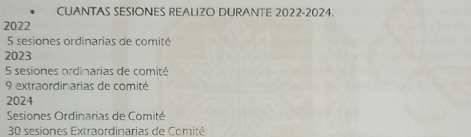 • CUANTAS SESIONES REALIZO DURANTE 2022-2024.
2022
5 sesiones ordinarias de comité
2023
5 sesiones ordinarias de comité
9 extraordinarias de comité
2024
Sesiones Ordinarias de Comité
30 sesiones Extraordinarias de Comité